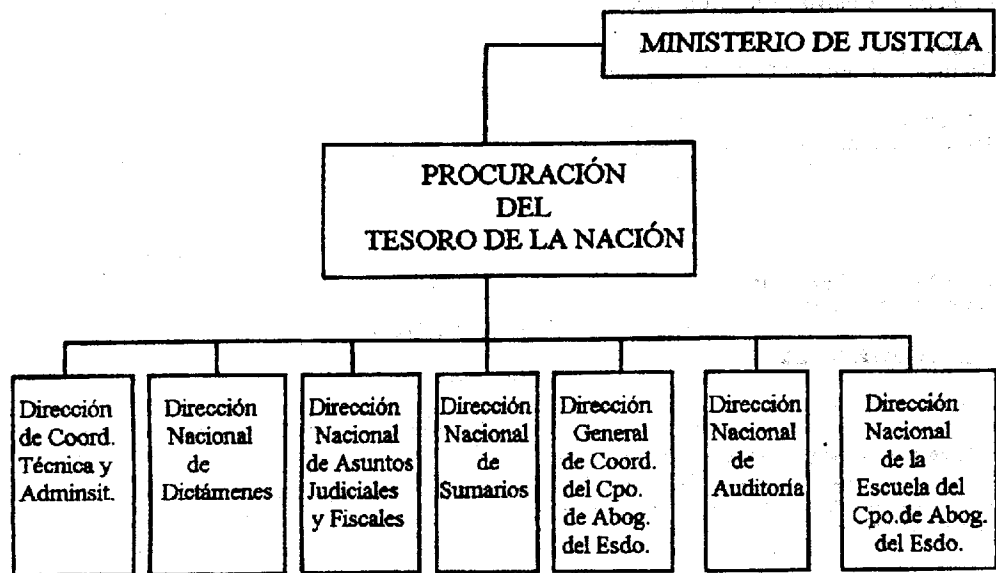 MINISTERIO DE JUSTICIA
PROCURACIÓN
DEL
TESORO DE LA NACIÓN
Dirección
de Coord.
Técnica y
Adminsit.
Dirección
Nacional
de
Dictámenes
Dirección
Nacional
de Asuntos
Judiciales
y Fiscales
Dirección
Nacional
de
Sumarios
Dirección
General
de Coord.
del Cpo.
de Abog.
del Esdo.
Dirección
Nacional
de
Auditoría
Dirección
Nacional
de la
Escuela del
Cpo.de Abog.
del Esdo.